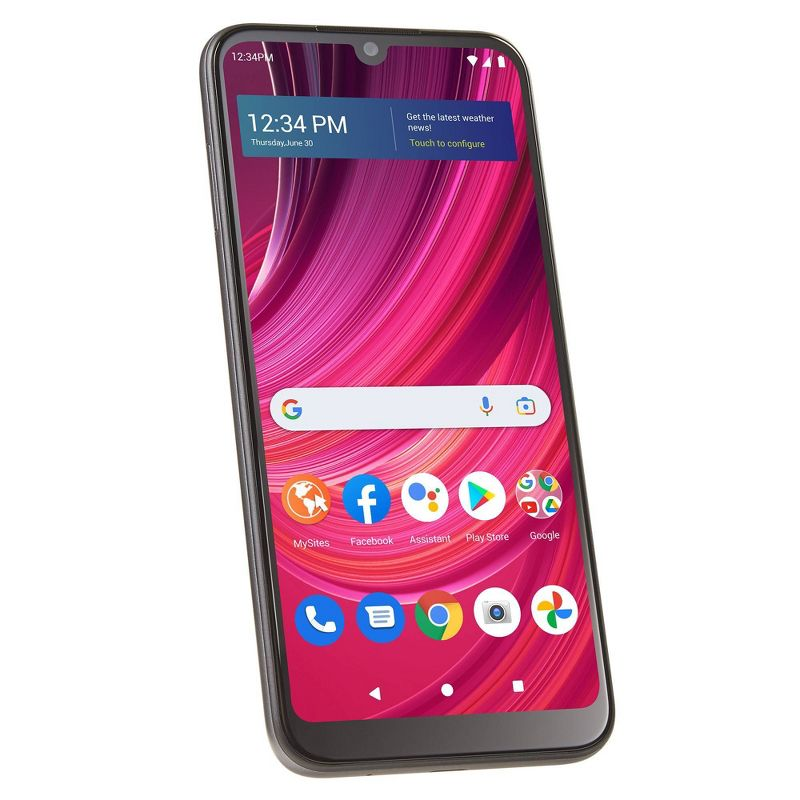 12:34PM
12:34 PM
Thursday,June 30
Get the latest weather
news!
Touch to configure
MySites
Facebook
Assistant
Play Store
Google